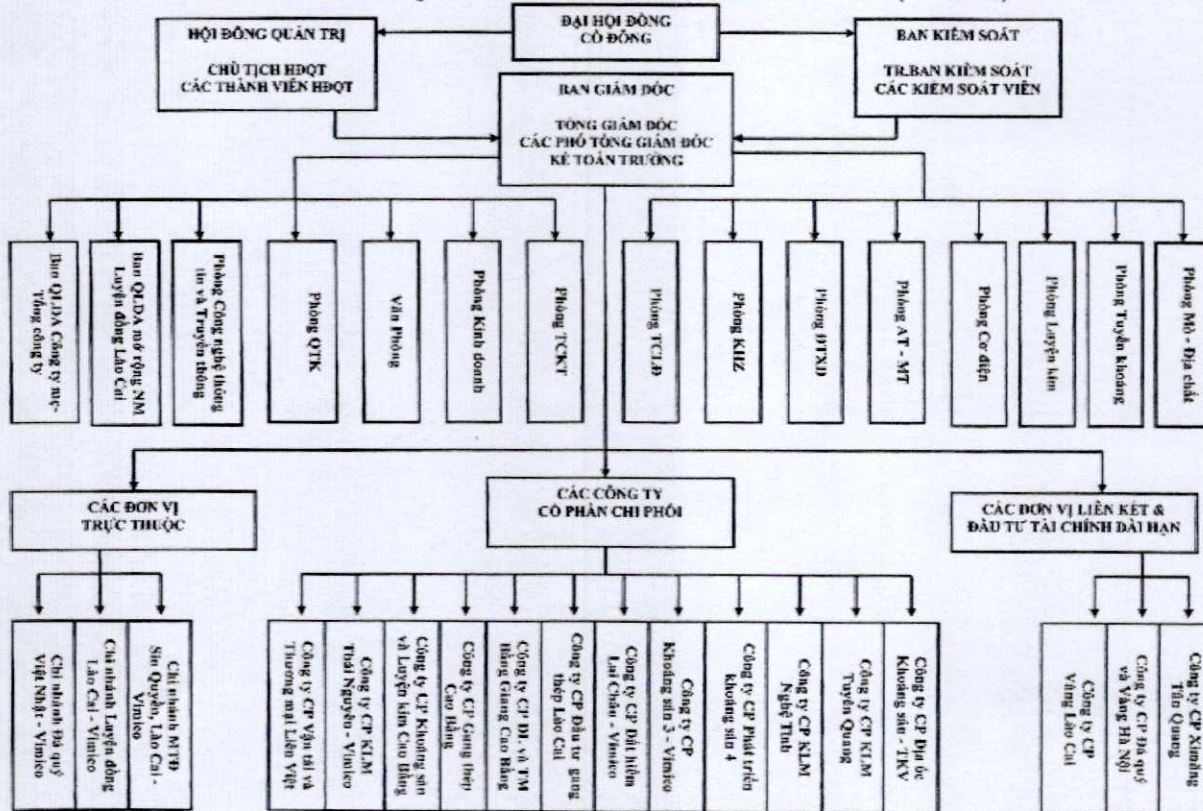 ĐẠI HỘI ĐỒNG
CỔ ĐÔNG
HỘI ĐỒNG QUẢN TRỊ
CHỦ TỊCH HĐQT
CÁC THÀNH VIÊN HĐQT
BAN KIỂM SOÁT
TR.BAN KIỂM SOÁT
CÁC KIỂM SOÁT VIÊN
BAN GIÁM ĐỐC
TỔNG GIÁM ĐỐC
CÁC PHÓ TỔNG GIÁM ĐỐC
KẾ TOÁN TRƯỞNG
Ban QLDA Công ty mẹ-
Tổng công ty
Ban QLDA mở rộng NM
Luyện đồng Lào Cai
Phòng Công nghệ thông
tin và Truyền thông
Phòng QTK
Văn Phòng
Phòng Kinh doanh
Phòng TCKT
Phòng TCLĐ
Phòng KHZ
Phòng ĐTXD
Phòng AT - MT
Phòng Cơ điện
Phòng Luyện kim
Phòng Tuyển khoáng
Phòng Mỏ - Địa chất
CÁC ĐƠN VỊ
TRỰC THUỘC
CÁC CÔNG TY
CỔ PHẦN CHI PHỐI
CÁC ĐƠN VỊ LIÊN KẾT &
ĐẦU TƯ TÀI CHÍNH DÀI HẠN
Chi nhánh Đá quý
Việt Nhật - Vimico
Chi nhánh Luyện đồng
Lào Cai - Vimico
Chi nhánh MTĐ
Sin Quyền, Lào Cai -
Vimico
Công ty CP Vận tải và
Thương mại Liên Việt
Công ty CP KLM
Thái Nguyên - Vimico
Công ty CP Khoáng sản
và Luyện kim Cao Bằng
Công ty CP Gang thép
Cao Bằng
Công ty CP DL và TM
Bằng Giang Cao Bằng
Công ty CP Đầu tư gang
thép Lào Cai
Công ty CP Đất hiếm
Lai Châu - Vimico
Công ty CP
Khoáng sản 3 - Vimico
Công ty CP Phát triển
khoáng sản 4
Công ty CP KLM
Nghệ Tĩnh
Công ty CP KLM
Tuyên Quang
Công ty CP Địa ốc
Khoáng sản - TKV
Công ty CP
Vàng Lào Cai
Công ty CP Đá quý
và Vàng Hà Nội
Công ty CP Ximăng
Tân Quang